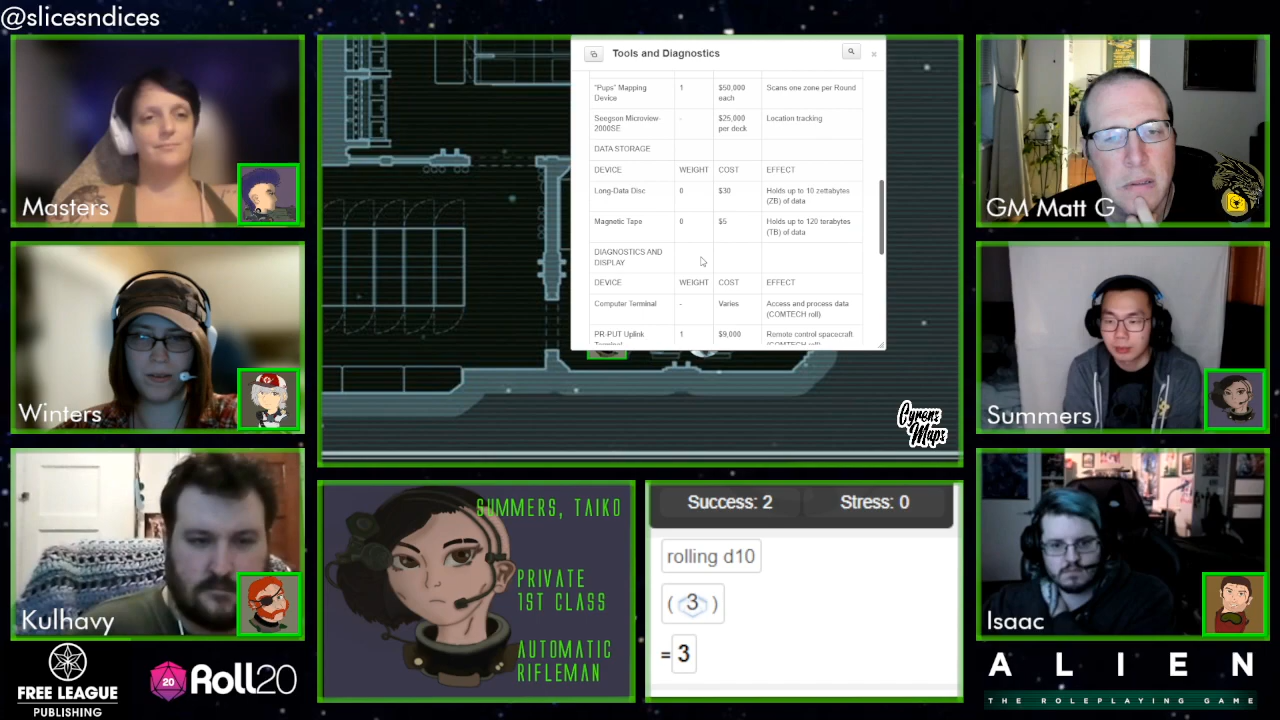 @slicesndices
Masters
Winters
Kulhavy
FREE LEAGUE
PUBLISHING
20
Roll20
Tools and Diagnostics
"Pups" Mapping
Device
1
$50,000
each
Scans one zone per Round
Seegson Microview-
2000SE
-
$25,000
per deck
Location tracking
DATA STORAGE
DEVICE
WEIGHT
COST
EFFECT
Long-Data Disc
0
$30
Holds up to 10 zettabytes
(ZB) of data
Magnetic Tape
0
$5
Holds up to 120 terabytes
(TB) of data
DIAGNOSTICS AND
DISPLAY
DEVICE
WEIGHT
COST
EFFECT
Computer Terminal
-
Varies
Access and process data
(COMTECH roll)
PR-PUT Uplink
Terminal
1
$9,000
Remote control spacecraft
(COMTECH roll)
Cyrens
Maps
SUMMERS, TAIKO
PRIVATE
1ST CLASS
AUTOMATIC
RIFLEMAN
Success: 2
Stress: 0
rolling d10
(3)
=3
GM Matt G
Summers
Isaac
ALIEN
THE ROLEPLAYING GAME